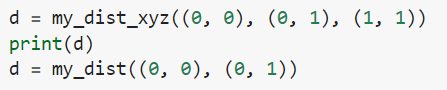 d = my_dist_xyz((0, 0), (0, 1), (1, 1))
print(d)
d = my_dist((0, 0), (0, 1))